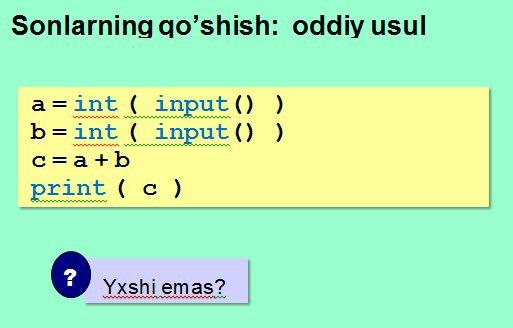 Sonlarning qo’shish: oddiy usul
a = int ( input() )
b = int ( input() )
c = a + b
print ( c )
?
Yxshi emas?